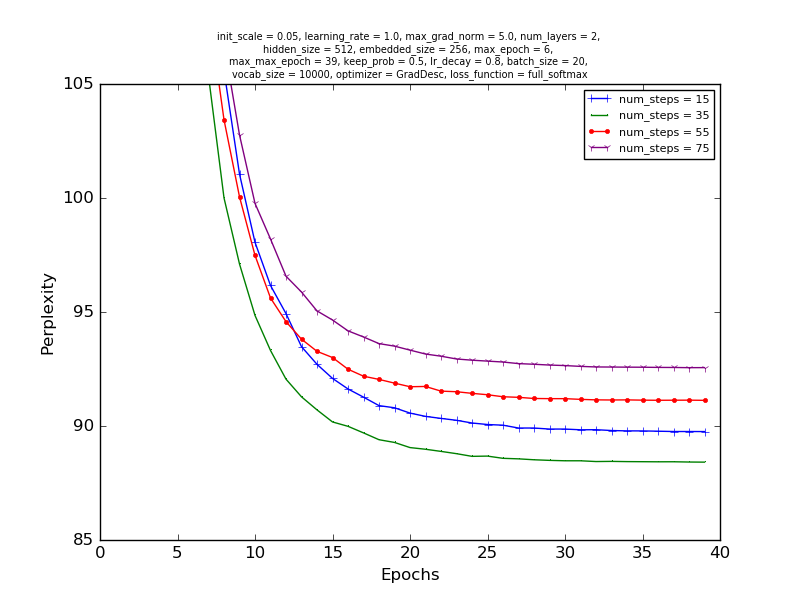 init_scale = 0.05, learning_rate = 1.0, max_grad_norm = 5.0, num_layers = 2,
hidden_size = 512, embedded_size = 256, max_epoch = 6,
max_max_epoch = 39, keep_prob = 0.5, lr_decay = 0.8, batch_size = 20,
vocab_size = 10000, optimizer = GradDesc, loss_function = full_softmax
num_steps = 15
num_steps = 35
num_steps = 55
num_steps = 75
105
100
95
90
85
Perplexity
0 5 10 15 20 25 30 35 40
Epochs